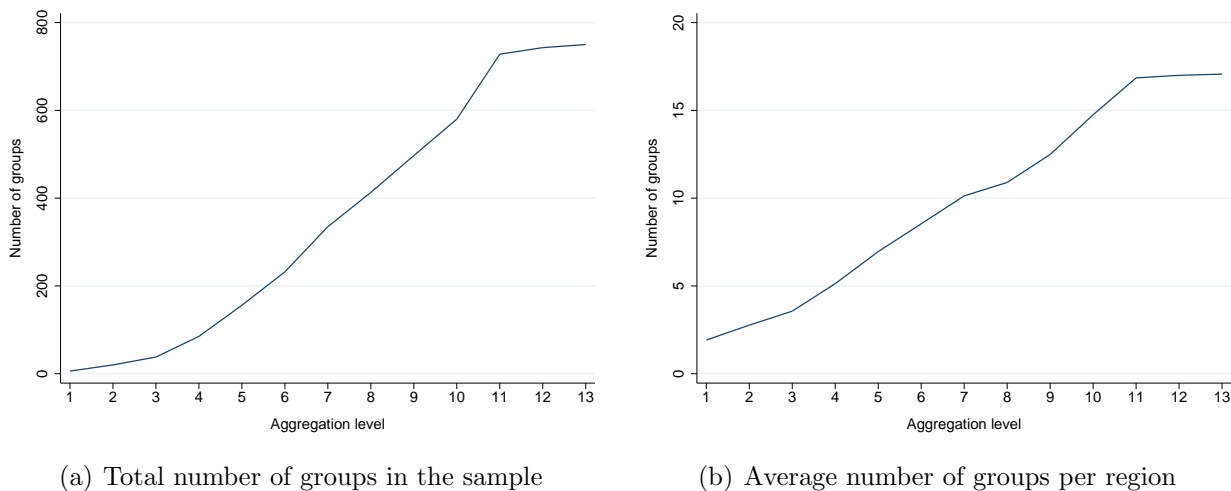 800
600
400
200
0
Number of groups
1 2 3 4 5 6 7 8 9 10 11 12 13
Aggregation level
(a) Total number of groups in the sample
20
15
10
5
0
Number of groups
1 2 3 4 5 6 7 8 9 10 11 12 13
Aggregation level
(b) Average number of groups per region